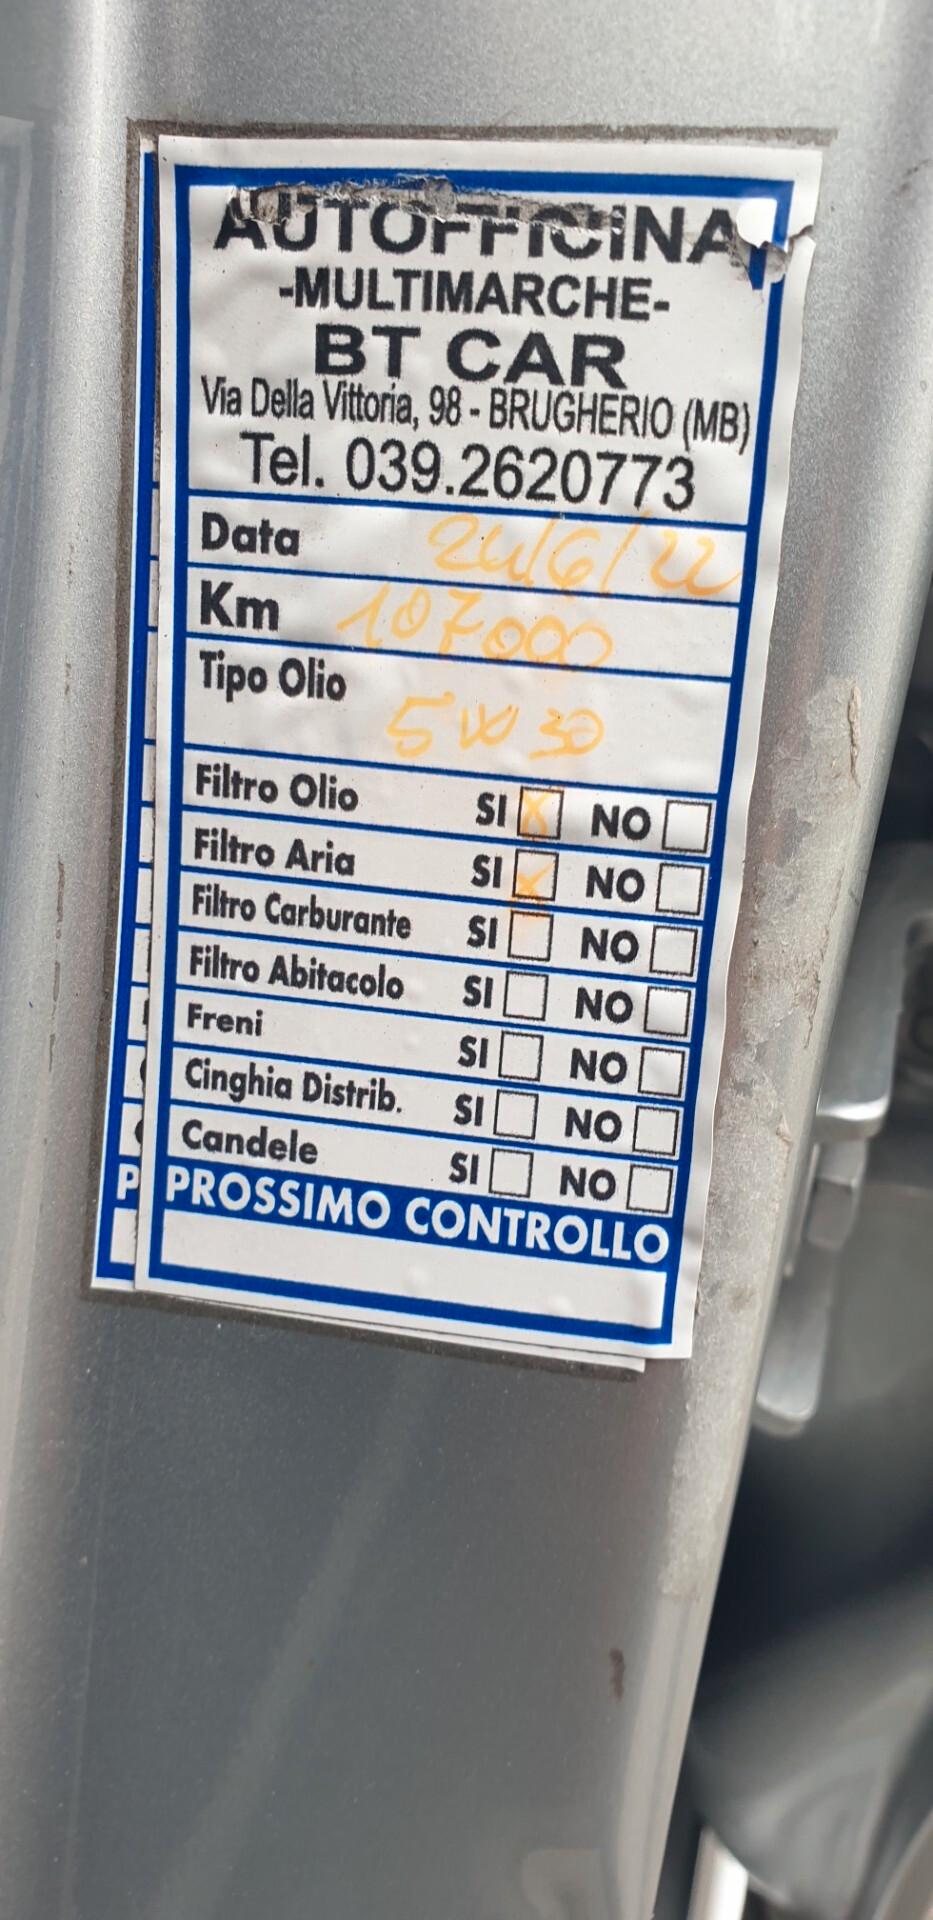 AUTOFFICINA
-MULTIMARCHE-
BT CAR
Via Della Vittoria, 98 - BRUGHERIO (MB)
Tel. 039.2620773
Data 24/6/22
Km 107000
Tipo Olio
5W30
Filtro Olio SI X NO
Filtro Aria SI X NO
Filtro Carburante SI NO
Filtro Abitacolo SI NO
Freni SI NO
Cinghia Distrib. SI NO
Candele SI NO
P PROSSIMO CONTROLLO